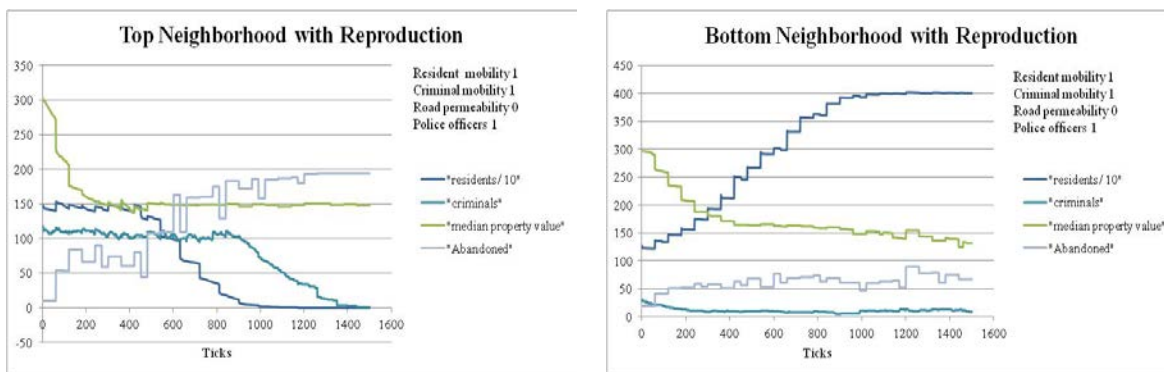 Top Neighborhood with Reproduction
350
300
250
200
150
100
50
0
-50
0 200 400 600 800 1000 1200 1400 1600
Ticks
Resident mobility 1
Criminal mobility 1
Road permeability 0
Police officers 1
"residents / 10"
"criminals"
"median property value"
"Abandoned"
Bottom Neighborhood with Reproduction
450
400
350
300
250
200
150
100
50
0
0 200 400 600 800 1000 1200 1400 1600
Ticks
Resident mobility 1
Criminal mobility 1
Road permeability 0
Police officers 1
"residents / 10"
"criminals"
"median property value"
"Abandoned"